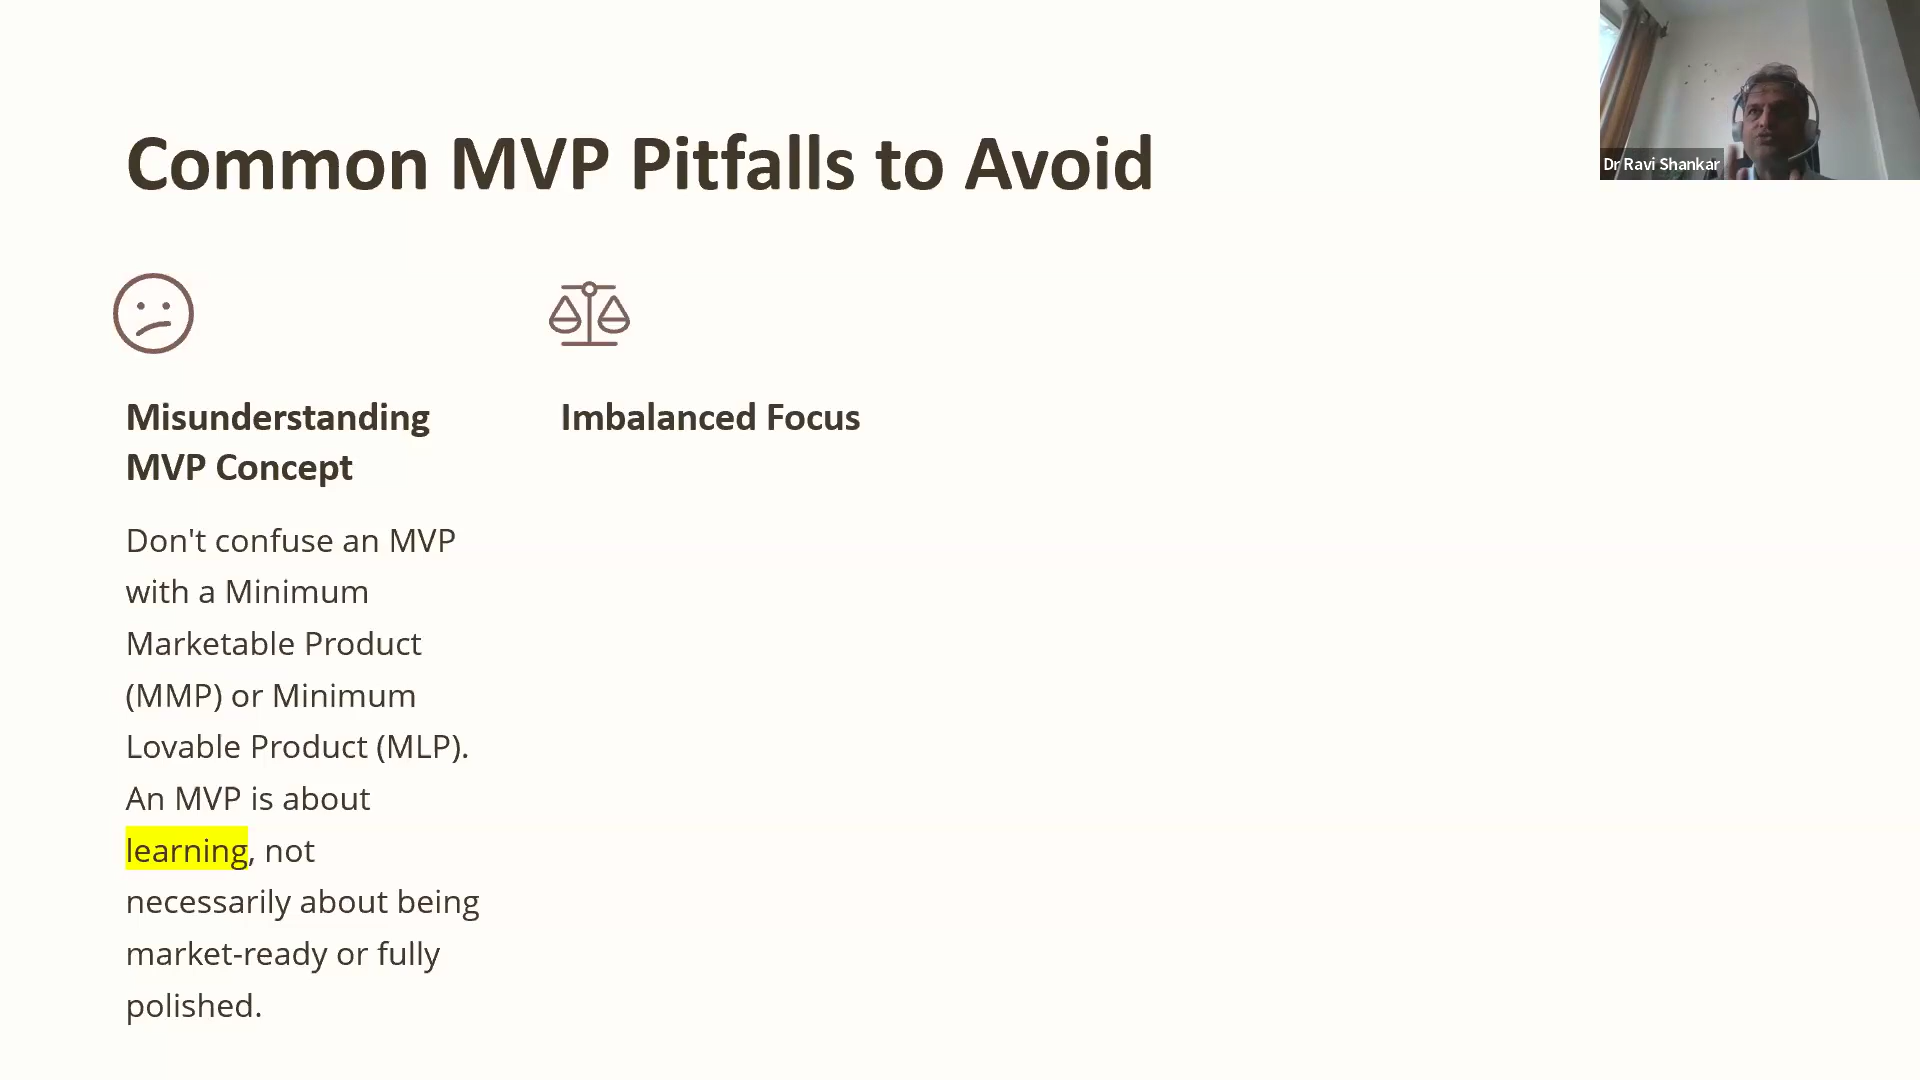 Common MVP Pitfalls to Avoid
Dr Ravi Shankar
Misunderstanding
MVP Concept
Don't confuse an MVP
with a Minimum
Marketable Product
(MMP) or Minimum
Lovable Product (MLP).
An MVP is about
learning, not
necessarily about being
market-ready or fully
polished.
Imbalanced Focus